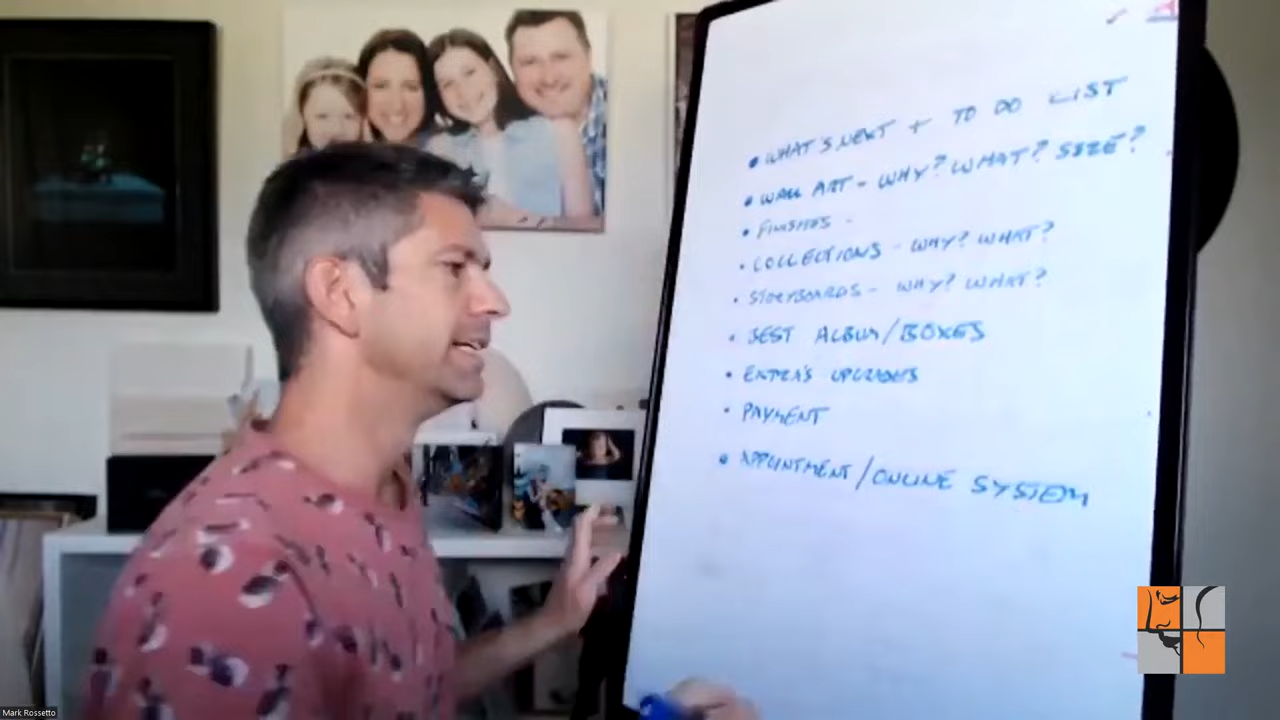 • WHAT'S NEXT + TO DO LIST
• WALL ART - WHY? WHAT? SIZE?
• FINISHES -
• COLLECTIONS - WHY? WHAT?
• STORYBOARDS - WHY? WHAT?
• BEST ALBUM/BOXES
• EXTRA'S UPGRADES
• PAYMENT
• APPOINTMENT/ONLINE SYSTEM
Mark Rossetto